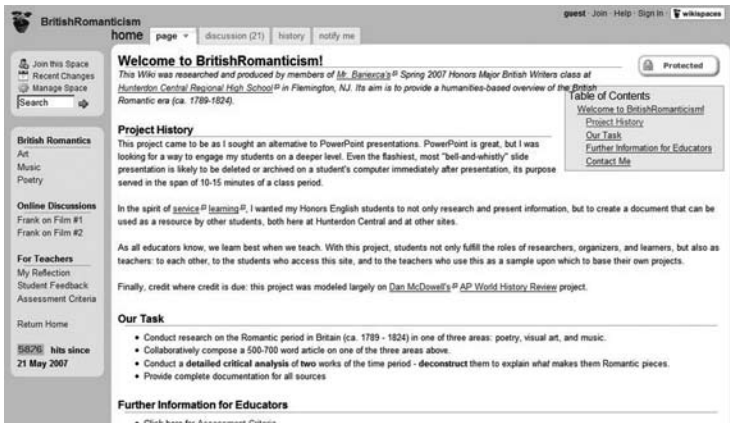 BritishRomanticism
guest · Join · Help · Sign In · wikispaces
home page discussion (21) history notify me
Join this Space
Recent Changes
Manage Space
Search
British Romantics
Art
Music
Poetry
Online Discussions
Frank on Film #1
Frank on Film #2
For Teachers
My Reflection
Student Feedback
Assessment Criteria
Return Home
5826 hits since
21 May 2007
Welcome to BritishRomanticism!
Protected
This Wiki was researched and produced by members of Mr. Bariexca's Spring 2007 Honors Major British Writers class at
Hunterdon Central Regional High School in Flemington, NJ. Its aim is to provide a humanities-based overview of the British
Romantic era (ca. 1789-1824).
Table of Contents
Welcome to BritishRomanticism!
Project History
Our Task
Further Information for Educators
Contact Me
Project History
This project came to be as I sought an alternative to PowerPoint presentations. PowerPoint is great, but I was
looking for a way to engage my students on a deeper level. Even the flashiest, most "bell-and-whistly" slide
presentation is likely to be deleted or archived on a student's computer immediately after presentation, its purpose
served in the span of 10-15 minutes of a class period.
In the spirit of service learning, I wanted my Honors English students to not only research and present information, but to create a document that can be
used as a resource by other students, both here at Hunterdon Central and at other sites.
As all educators know, we learn best when we teach. With this project, students not only fulfill the roles of researchers, organizers, and learners, but also as
teachers: to each other, to the students who access this site, and to the teachers who use this as a sample upon which to base their own projects.
Finally, credit where credit is due: this project was modeled largely on Dan McDowell's AP World History Review project.
Our Task
• Conduct research on the Romantic period in Britain (ca. 1789 - 1824) in one of three areas: poetry, visual art, and music.
• Collaboratively compose a 500-700 word article on one of the three areas above.
• Conduct a detailed critical analysis of two works of the time period - deconstruct them to explain what makes them Romantic pieces.
• Provide complete documentation for all sources
Further Information for Educators
• Click here for Assessment Criteria